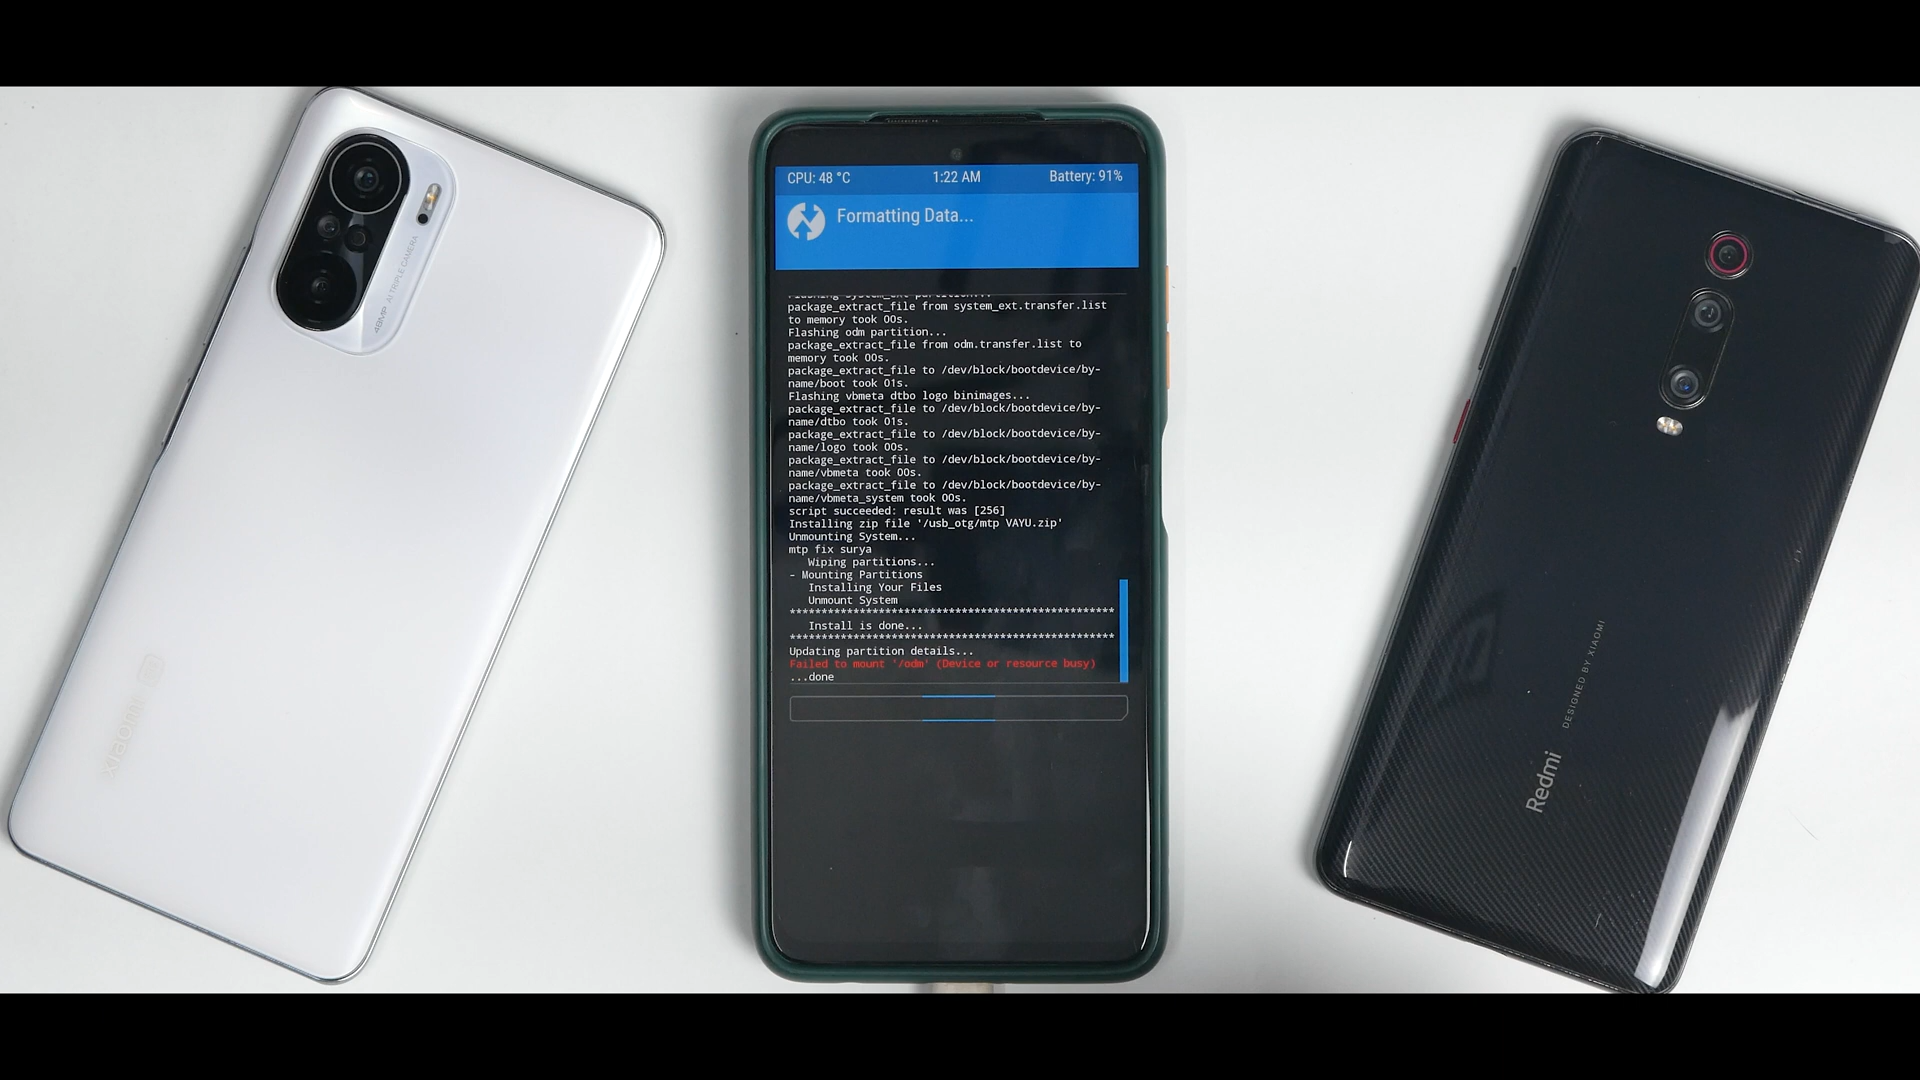 48MP AI TRIPLE CAMERA
xiaomi
CPU: 48 °C 1:22 AM Battery: 91%
Formatting Data...
Flashing system_ext partition...
package_extract_file from system_ext.transfer.list
to memory took 00s.
Flashing odm partition...
package_extract_file from odm.transfer.list to
memory took 00s.
package_extract_file to /dev/block/bootdevice/by-
name/boot took 01s.
Flashing vbmeta dtbo logo binimages...
package_extract_file to /dev/block/bootdevice/by-
name/dtbo took 01s.
package_extract_file to /dev/block/bootdevice/by-
name/logo took 00s.
package_extract_file to /dev/block/bootdevice/by-
name/vbmeta took 00s.
package_extract_file to /dev/block/bootdevice/by-
name/vbmeta_system took 00s.
script succeeded: result was [256]
Installing zip file '/usb_otg/mtp VAYU.zip'
Unmounting System...
mtp fix surya
Wiping partitions...
- Mounting Partitions
Installing Your Files
Unmount System
***************************************************
Install is done...
***************************************************
Updating partition details...
Failed to mount '/odm' (Device or resource busy)
...done
Redmi
DESIGNED BY XIAOMI